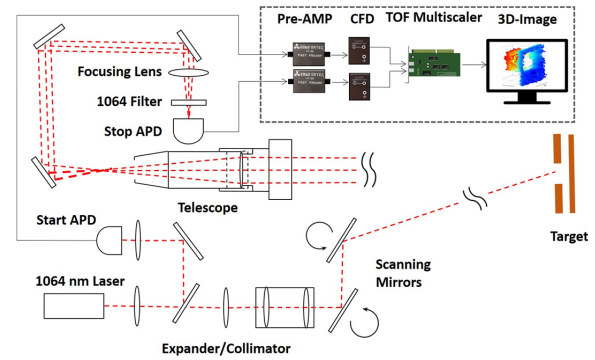 Pre-AMP CFD TOF Multiscaler 3D-Image
Focusing Lens
1064 Filter
Stop APD
Telescope
Start APD
1064 nm Laser
Expander/Collimator
Scanning
Mirrors
Target